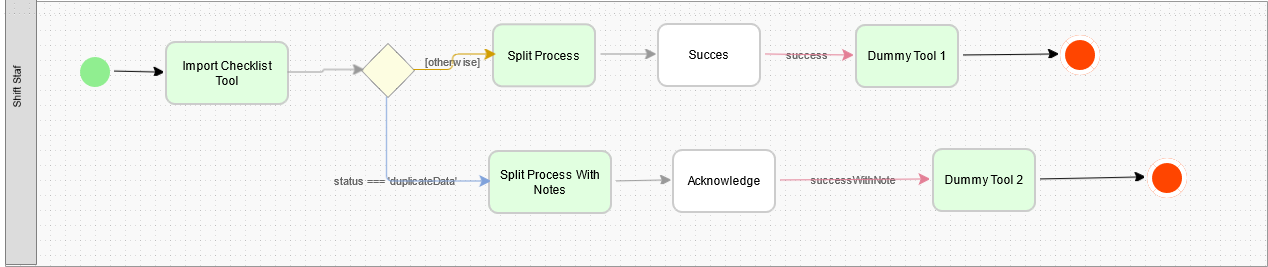 Shift Staf
Import Checklist
Tool
[otherwise]
Split Process
Succes
success
Dummy Tool 1
status === 'duplicateData'
Split Process With
Notes
Acknowledge
successWithNote
Dummy Tool 2